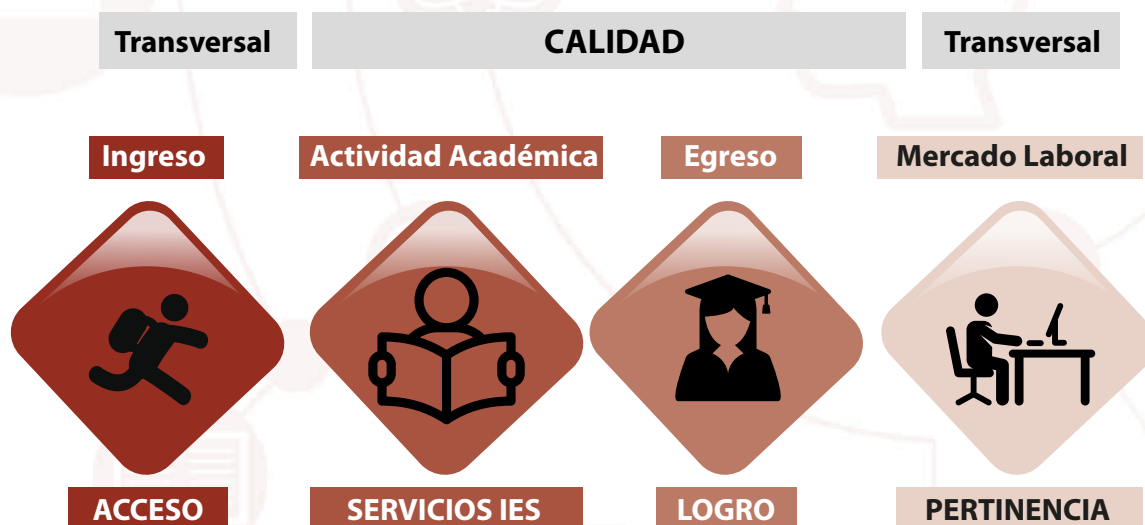 Transversal
CALIDAD
Transversal
Ingreso
Actividad Académica
Egreso
Mercado Laboral
ACCESO
SERVICIOS IES
LOGRO
PERTINENCIA